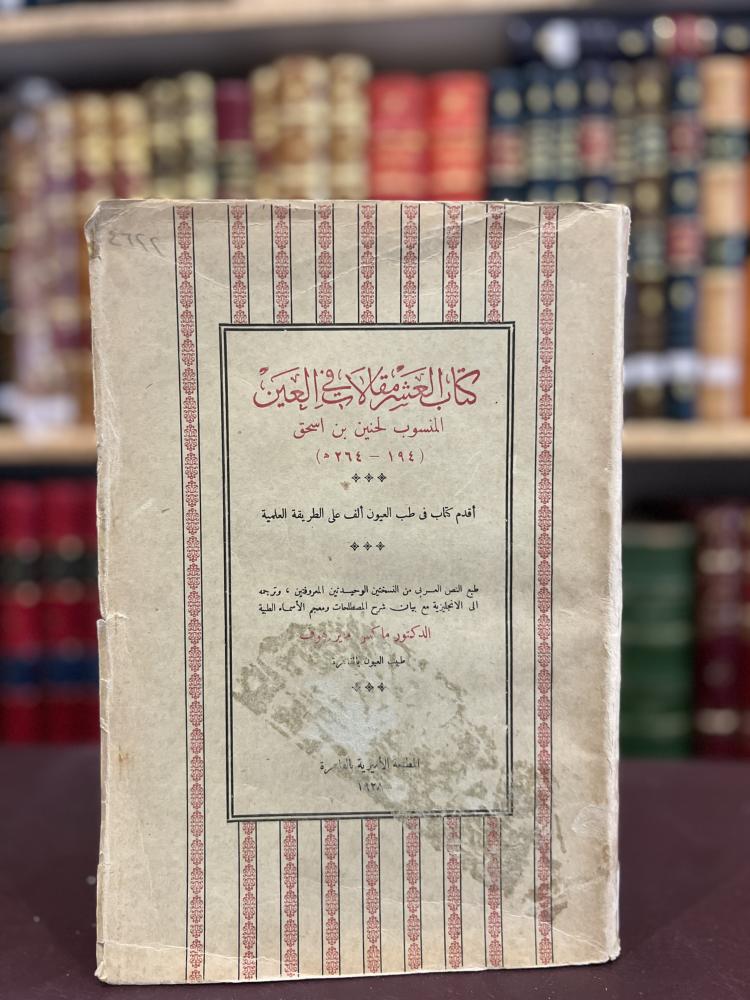 كتاب العشر مقالات في العين
المنسوب لحنين بن اسحق
(١٩٤ – ٢٦٤ ه)
أقدم كتاب فى طب العيون ألف على الطريقة العلمية
طبع النص العربى من النسختين الوحيدتين المعروفتين ، وترجمه
الى الانجليزية مع بيان شرح المصطلحات ومعجم الأسماء الطبية
الدكتور ماكس مايرهوف
طبيب العيون بالقاهرة
المطبعة الأميرية بالقاهرة
١٩٢٨